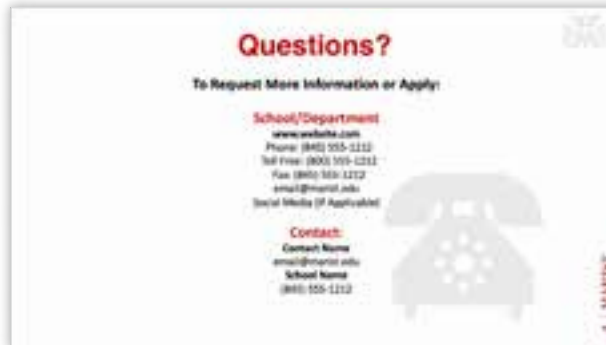 Questions?
To Request More Information or Apply:
School/Department
www.website.com
Phone: (845) 555-1212
Toll Free: (800) 555-1212
Fax: (845) 555-1212
email@marist.edu
Social Media (If Applicable)
Contact:
Contact Name
email@marist.edu
School Name
(845) 555-1212
MARIST